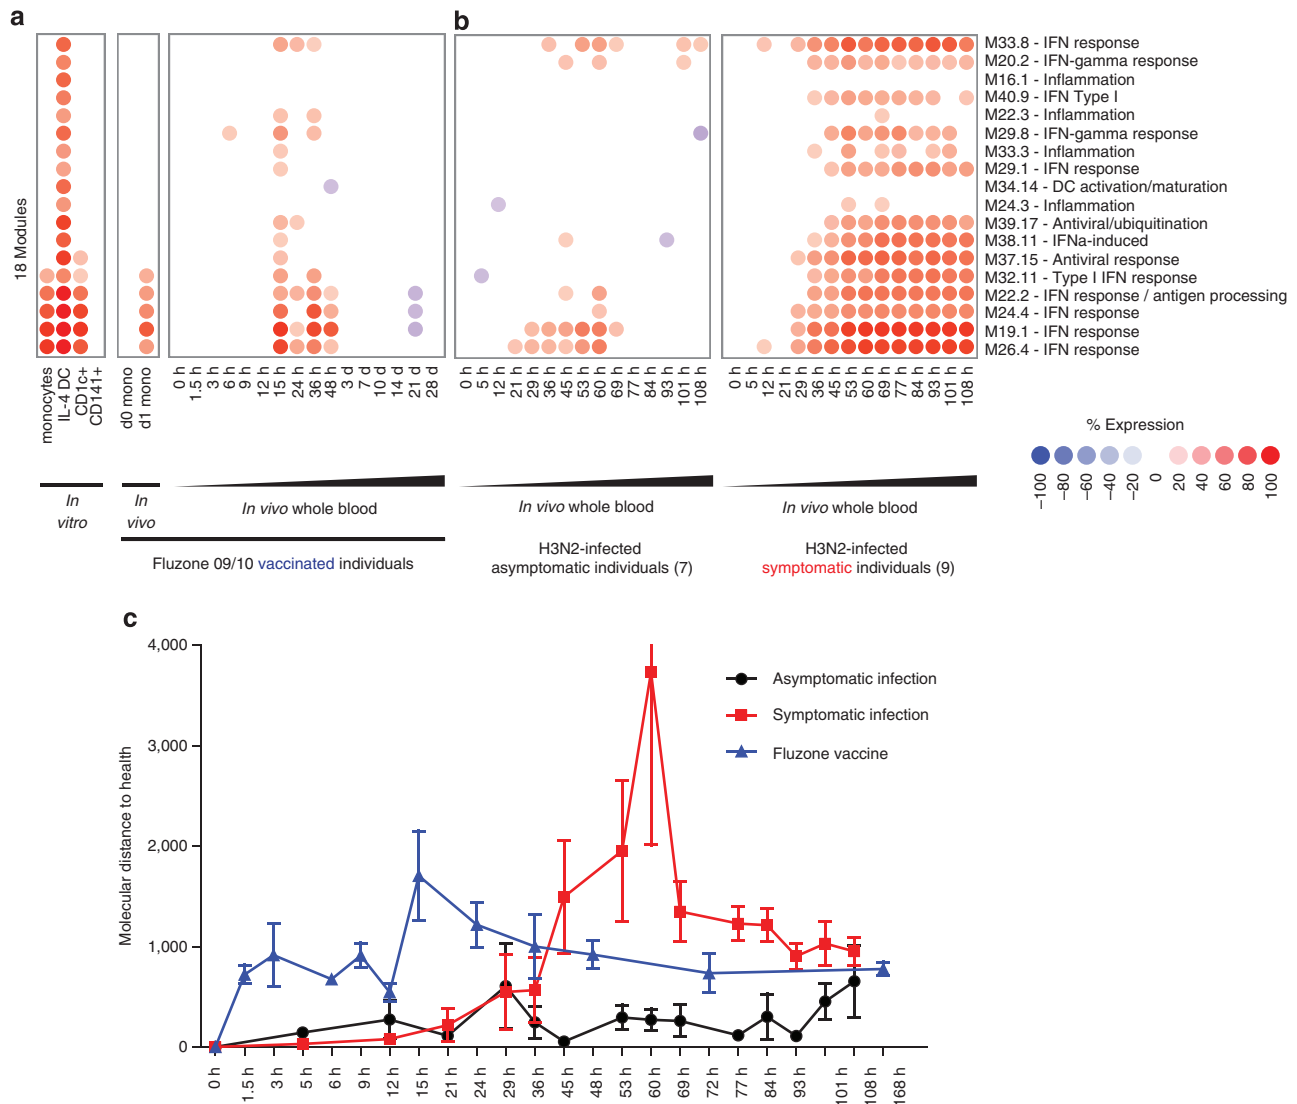 a
b
18 Modules
M33.8 - IFN response
M20.2 - IFN-gamma response
M16.1 - Inflammation
M40.9 - IFN Type I
M22.3 - Inflammation
M29.8 - IFN-gamma response
M33.3 - Inflammation
M29.1 - IFN response
M34.14 - DC activation/maturation
M24.3 - Inflammation
M39.17 - Antiviral/ubiquitination
M38.11 - IFNa-induced
M37.15 - Antiviral response
M32.11 - Type I IFN response
M22.2 - IFN response / antigen processing
M24.4 - IFN response
M19.1 - IFN response
M26.4 - IFN response
monocytes IL-4 DC CD1c+ CD141+
d0 mono d1 mono
0 h 1.5 h 3 h 6 h 9 h 12 h 15 h 24 h 36 h 48 h 3 d 7 d 10 d 14 d 21 d 28 d
0 h 5 h 12 h 21 h 29 h 36 h 45 h 53 h 60 h 69 h 77 h 84 h 93 h 101 h 108 h
0 h 5 h 12 h 21 h 29 h 36 h 45 h 53 h 60 h 69 h 77 h 84 h 93 h 101 h 108 h
% Expression
−100 −80 −60 −40 −20 0 20 40 60 80 100
In vitro
In vivo
In vivo whole blood
In vivo whole blood
In vivo whole blood
Fluzone 09/10 vaccinated individuals
H3N2-infected
asymptomatic individuals (7)
H3N2-infected
symptomatic individuals (9)
c
Molecular distance to health
4,000
3,000
2,000
1,000
0
Asymptomatic infection
Symptomatic infection
Fluzone vaccine
0 h 1.5 h 3 h 5 h 6 h 9 h 12 h 15 h 21 h 24 h 29 h 36 h 45 h 48 h 53 h 60 h 69 h 72 h 77 h 84 h 93 h 101 h 108 h 168 h